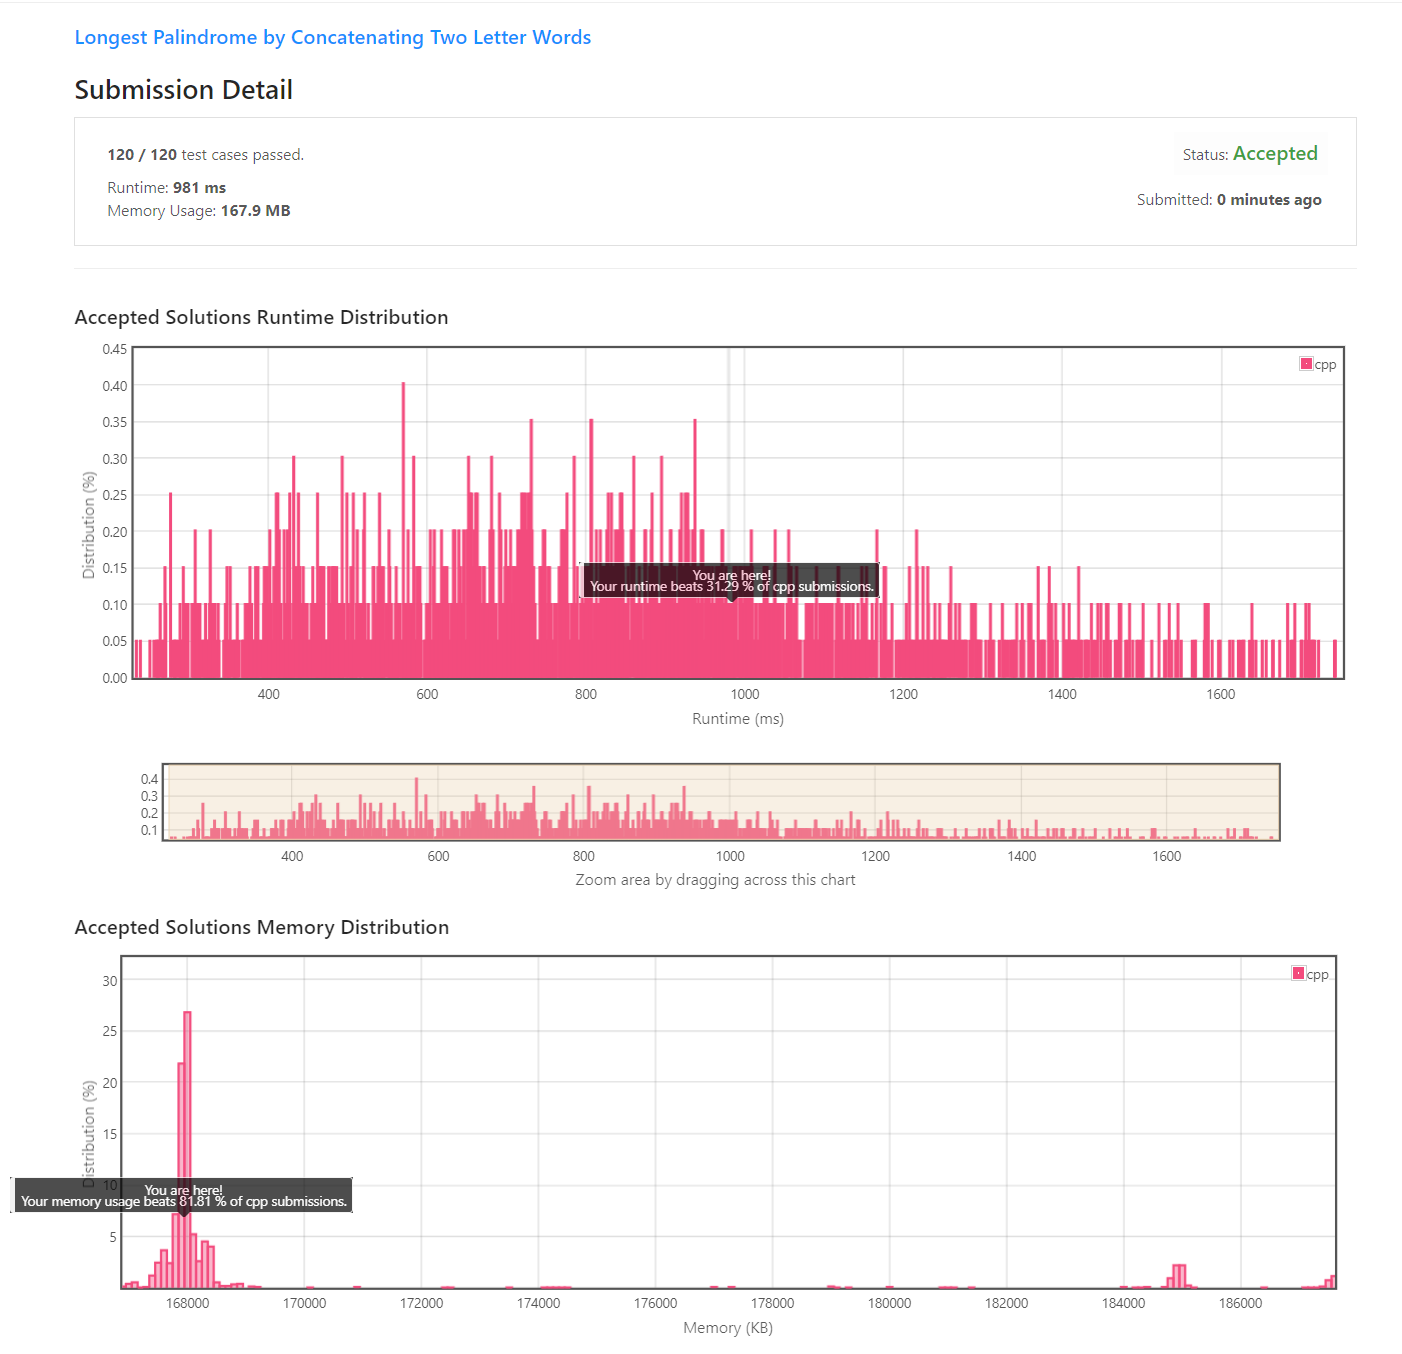 Longest Palindrome by Concatenating Two Letter Words
Submission Detail
120 / 120 test cases passed.
Status: Accepted
Runtime: 981 ms
Submitted: 0 minutes ago
Memory Usage: 167.9 MB
Accepted Solutions Runtime Distribution
cpp
Distribution (%)
0.45
0.40
0.35
0.30
0.25
0.20
0.15
0.10
0.05
0.00
You are here!
Your runtime beats 31.29 % of cpp submissions.
400 600 800 1000 1200 1400 1600
Runtime (ms)
0.4
0.3
0.2
0.1
400 600 800 1000 1200 1400 1600
Zoom area by dragging across this chart
Accepted Solutions Memory Distribution
cpp
Distribution (%)
30
25
20
15
10
5
You are here!
Your memory usage beats 81.81 % of cpp submissions.
168000 170000 172000 174000 176000 178000 180000 182000 184000 186000
Memory (KB)